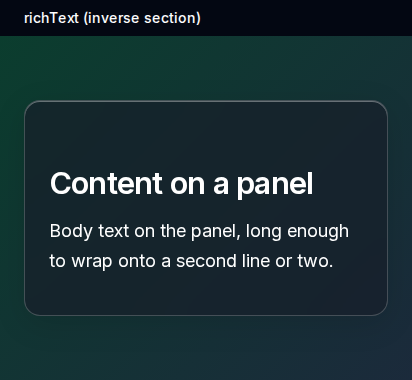 richText (inverse section)
Content on a panel
Body text on the panel, long enough
to wrap onto a second line or two.